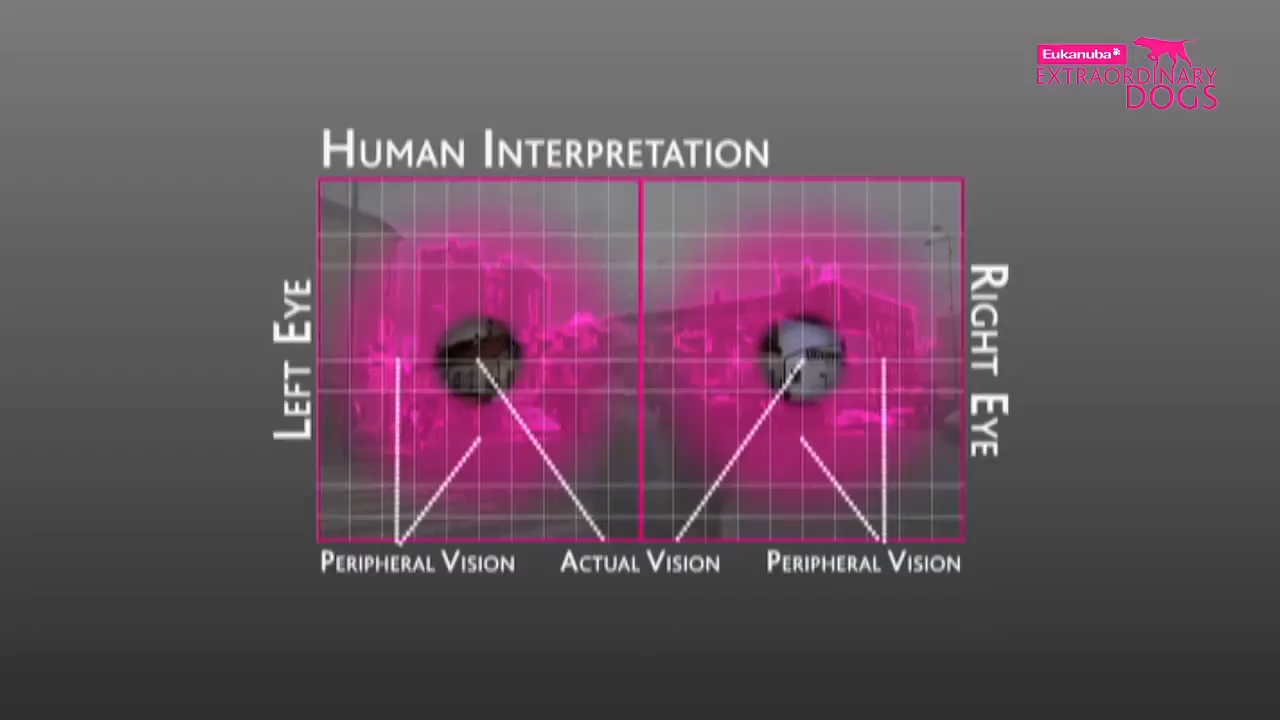 Eukanuba
EXTRAORDINARY
DOGS
HUMAN INTERPRETATION
LEFT EYE
RIGHT EYE
PERIPHERAL VISION
ACTUAL VISION
PERIPHERAL VISION